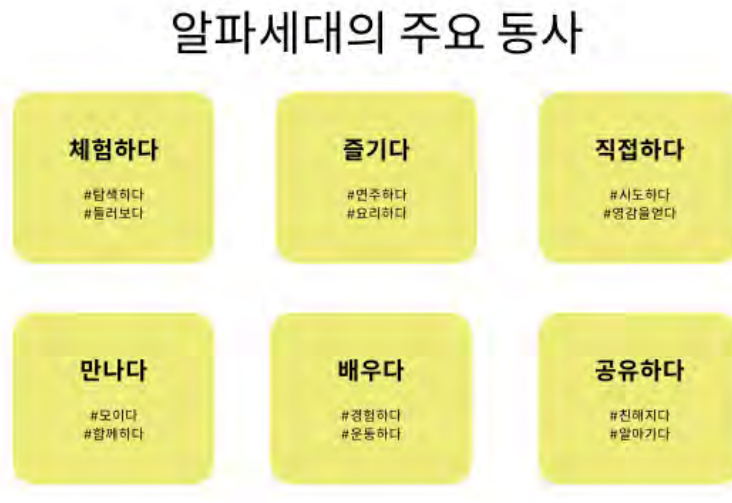 알파세대의 주요 동사
체험하다
#탐색하다
#둘러보다
즐기다
#연주하다
#요리하다
직접하다
#시도하다
#영감을얻다
만나다
#모이다
#함께하다
배우다
#경험하다
#운동하다
공유하다
#친해지다
#알아가다